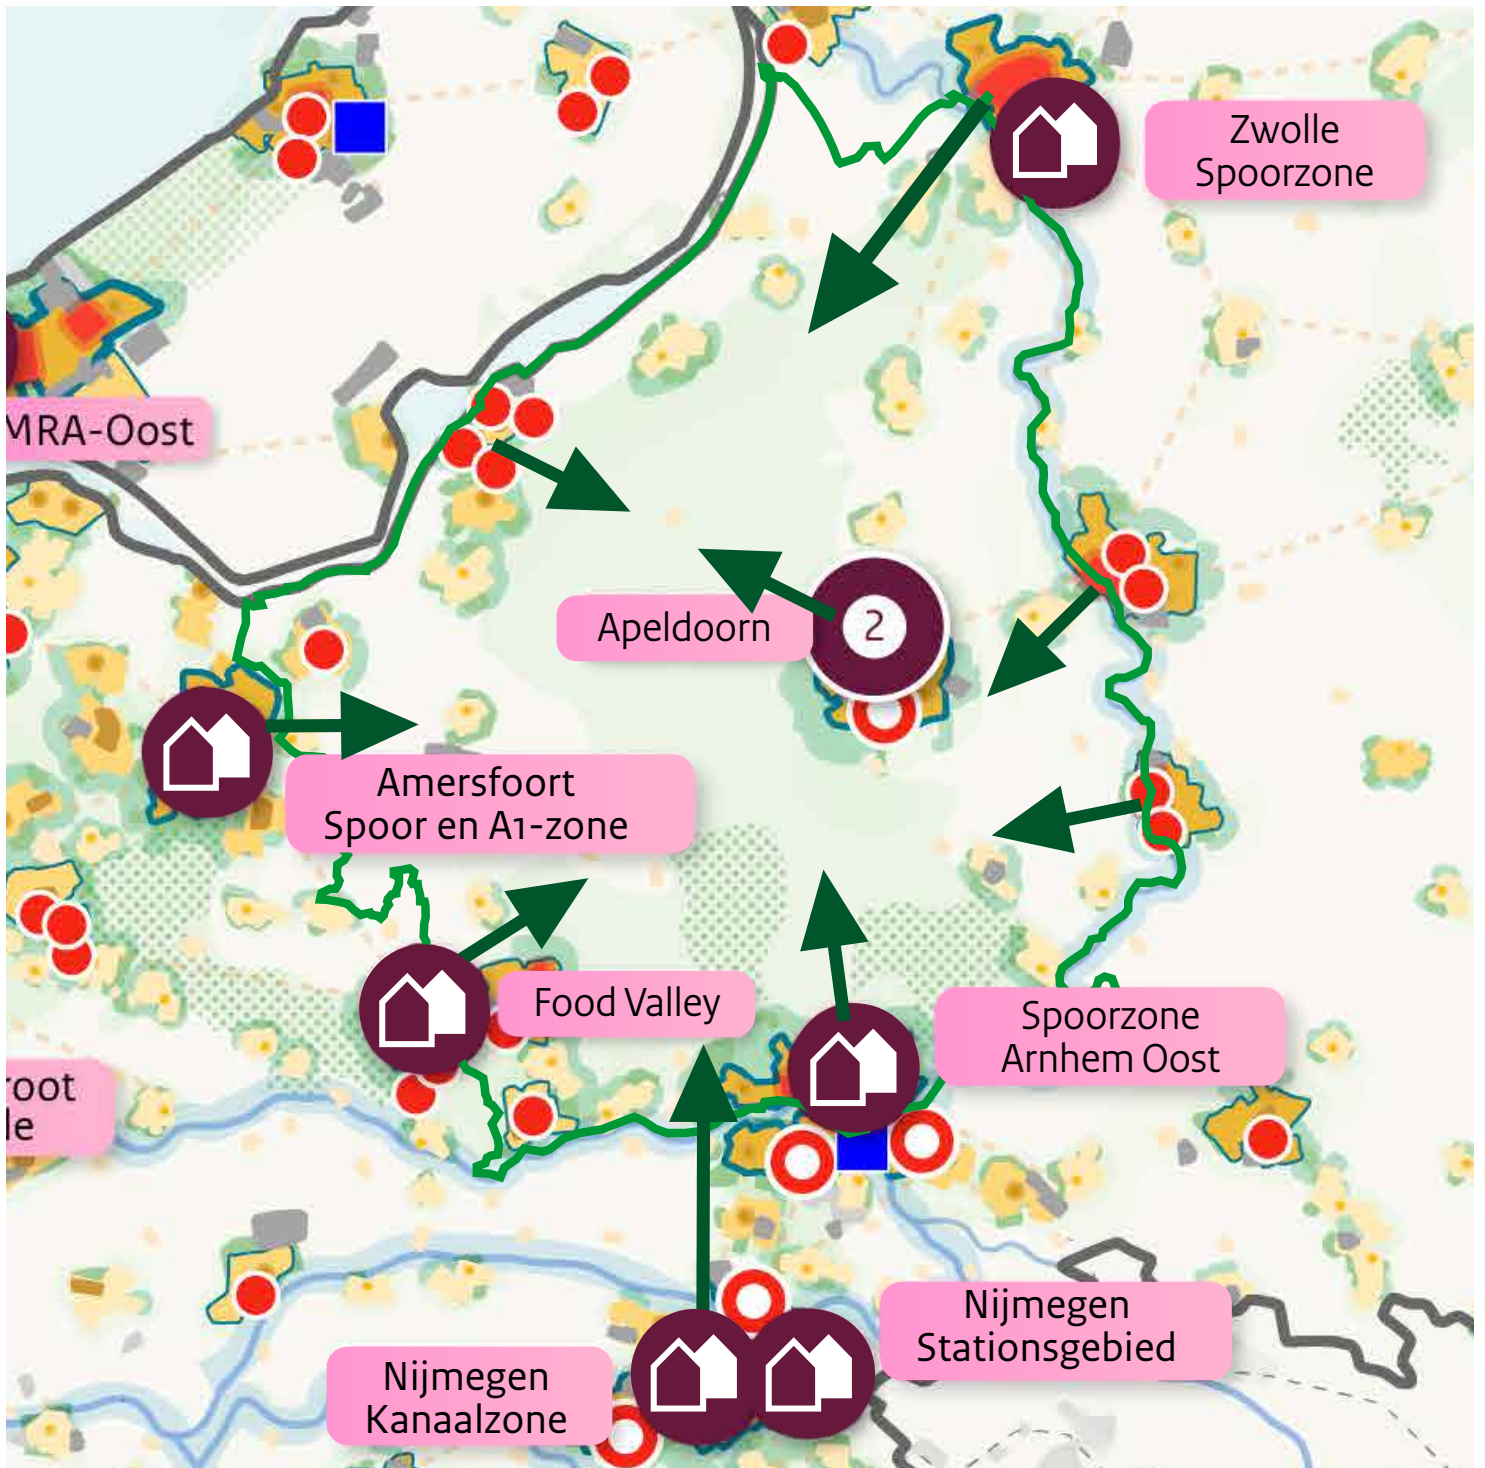 Zwolle
Spoorzone
MRA-Oost
Apeldoorn
2
Amersfoort
Spoor en A1-zone
Food Valley
Spoorzone
Arnhem Oost
Nijmegen
Stationsgebied
Nijmegen
Kanaalzone